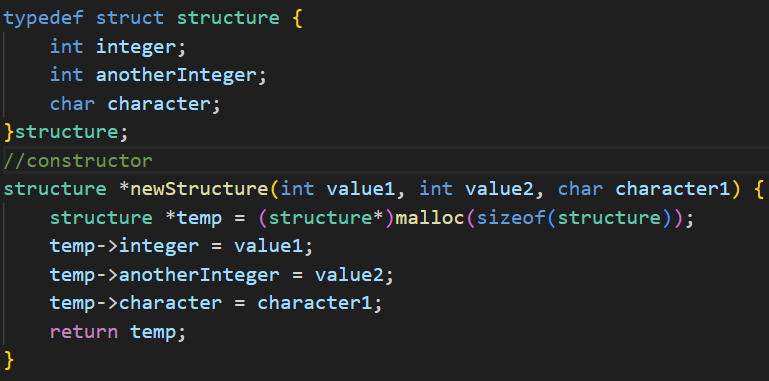 typedef struct structure {
    int integer;
    int anotherInteger;
    char character;
}structure;
//constructor
structure *newStructure(int value1, int value2, char character1) {
    structure *temp = (structure*)malloc(sizeof(structure));
    temp->integer = value1;
    temp->anotherInteger = value2;
    temp->character = character1;
    return temp;
}